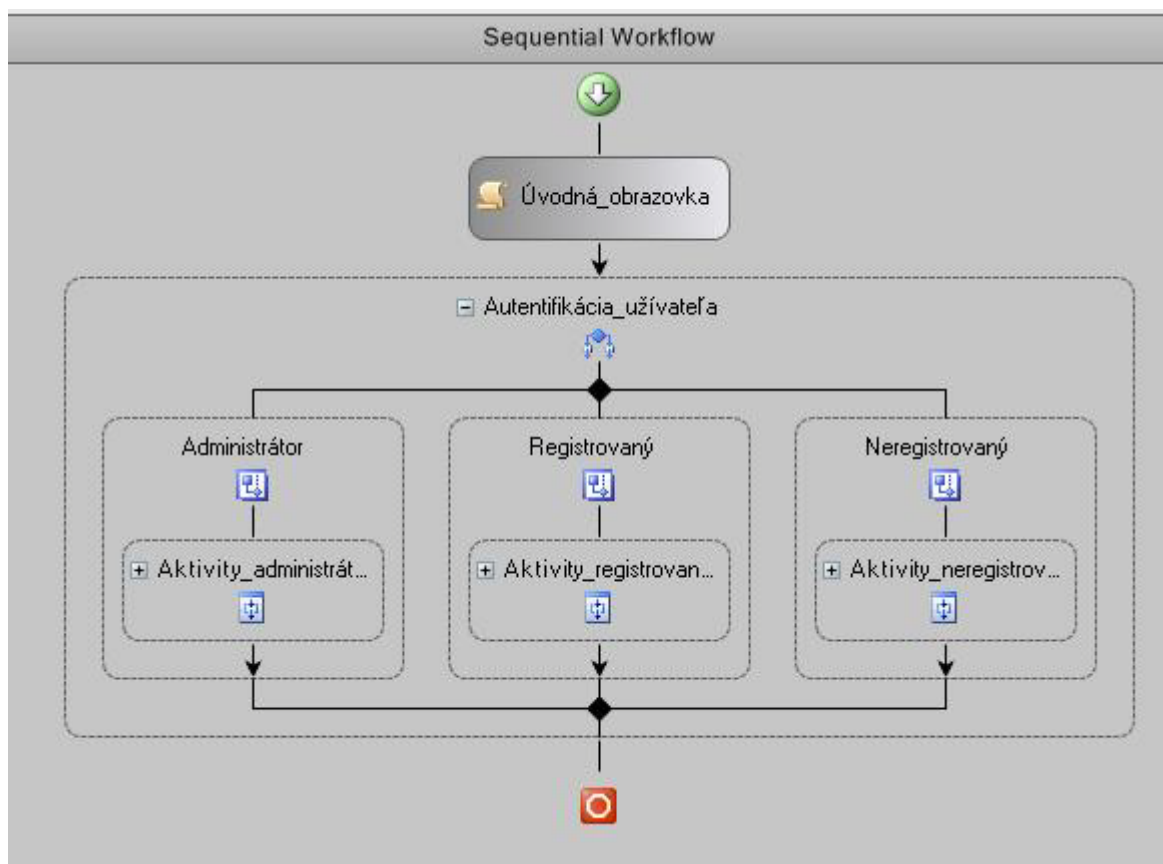 Sequential Workflow
Úvodná_obrazovka
Autentifikácia_užívateľa
Administrátor
Registrovaný
Neregistrovaný
Aktivity_administrát...
Aktivity_registrovan...
Aktivity_neregistrov...